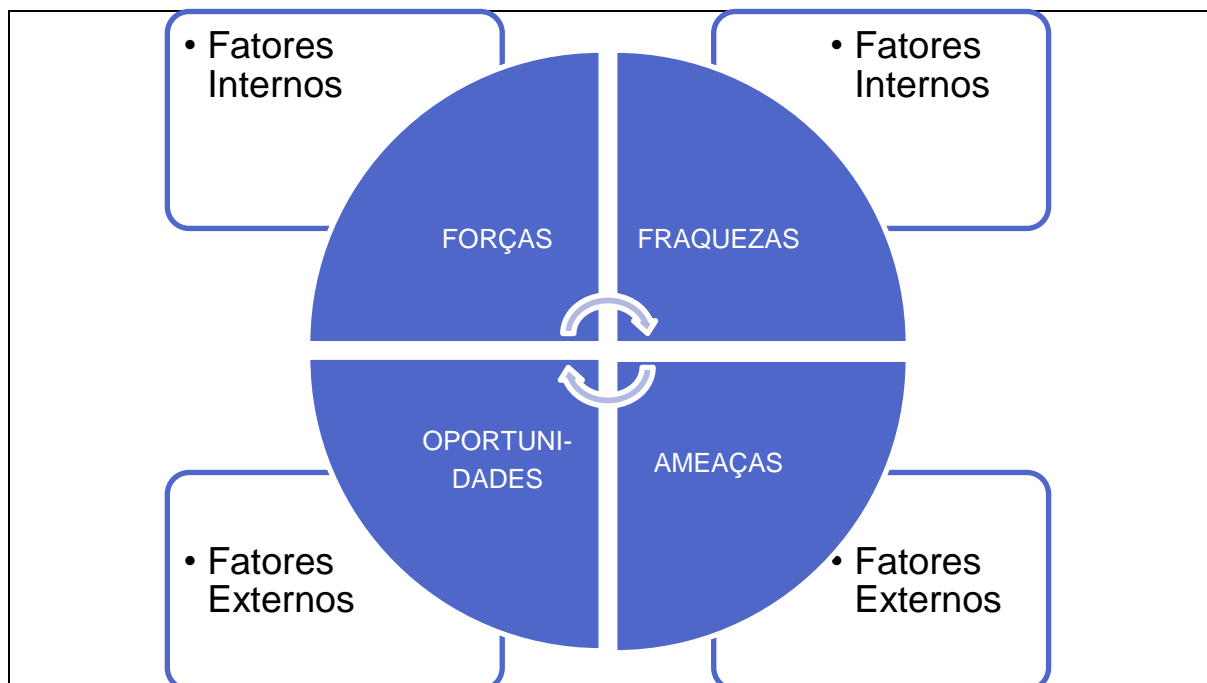 • Fatores
Internos
• Fatores
Internos
FORÇAS
FRAQUEZAS
OPORTUNI-
DADES
AMEAÇAS
• Fatores
Externos
• Fatores
Externos